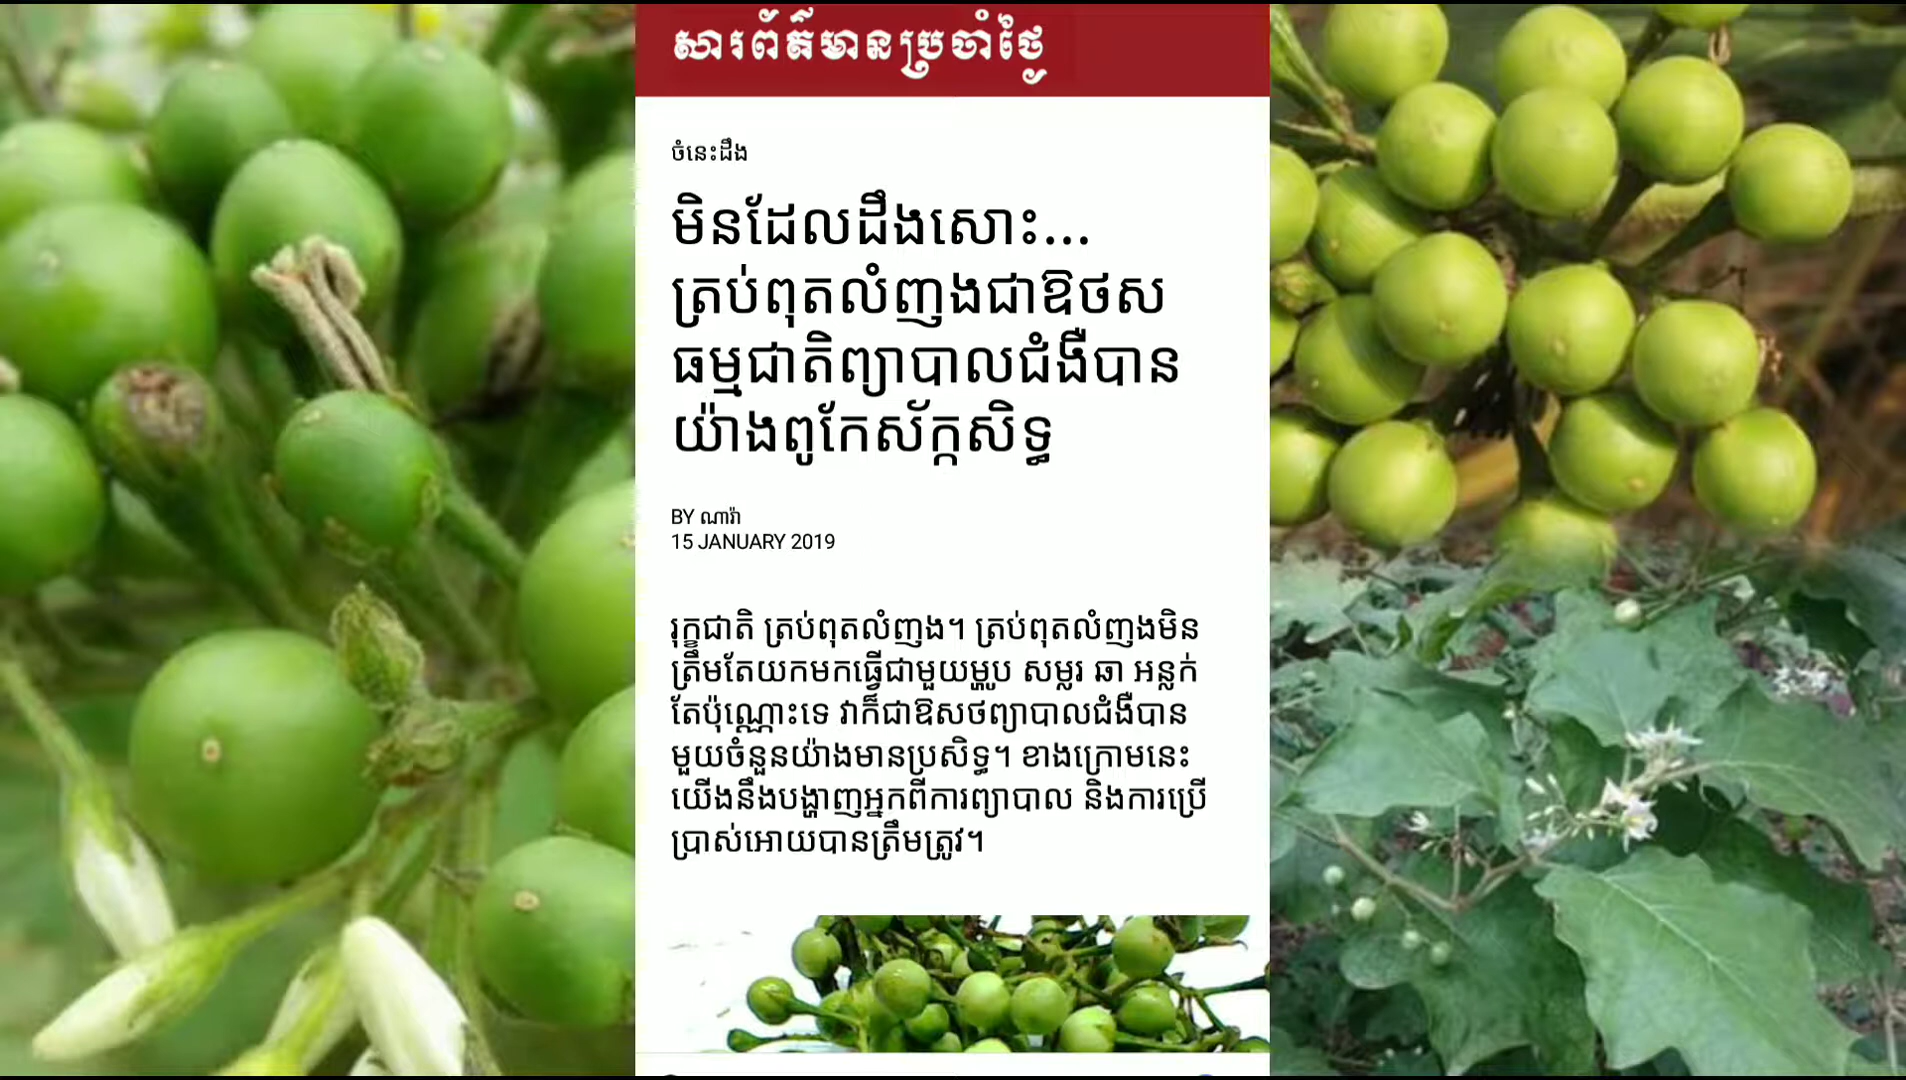 សារព័ត៌មានប្រចាំថ្ងៃ
ចំនេះដឹង
មិនដែលដឹងសោះ...
ត្រប់ពុតលំញងជាឱថស
ធម្មជាតិព្យាបាលជំងឺបាន
យ៉ាងពូកែស័ក្កសិទ្ធ
BY ណារ៉ា
15 JANUARY 2019
រុក្ខជាតិ ត្រប់ពុតលំញង។ ត្រប់ពុតលំញងមិន
ត្រឹមតែយកមកធ្វើជាមួយម្ហូប សម្លរ ឆា អន្លក់
តែប៉ុណ្ណោះទេ វាក៏ជាឱសថព្យាបាលជំងឺបាន
មួយចំនួនយ៉ាងមានប្រសិទ្ធ។ ខាងក្រោមនេះ
យើងនឹងបង្ហាញអ្នកពីការព្យាបាល និងការប្រើ
ប្រាស់អោយបានត្រឹមត្រូវ។